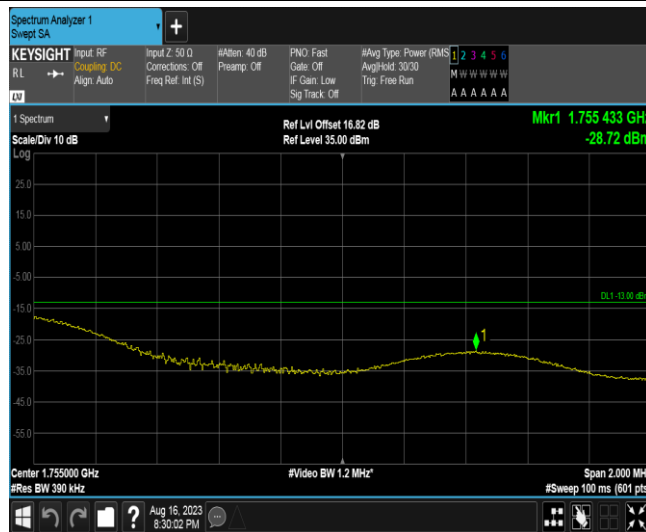 Spectrum Analyzer 1
Swept SA
+
KEYSIGHT
RL
LXI
Input: RF
Coupling: DC
Align: Auto
Input Z: 50 Ω
Corrections: Off
Freq Ref: Int (S)
#Atten: 40 dB
Preamp: Off
PNO: Fast
Gate: Off
IF Gain: Low
Sig Track: Off
#Avg Type: Power (RMS
Avg|Hold: 30/30
Trig: Free Run
1 2 3 4 5 6
M W W W W W
A A A A A A
1 Spectrum
Scale/Div 10 dB
Ref Lvl Offset 16.82 dB
Ref Level 35.00 dBm
Mkr1 1.755 433 GHz
-28.72 dBm
Log
25.0
15.0
5.00
-5.00
-15.0
-25.0
-35.0
-45.0
-55.0
DL1 -13.00 dBm
1
Center 1.755000 GHz
#Res BW 390 kHz
#Video BW 1.2 MHz*
Span 2.000 MH
#Sweep 100 ms (601 pts
?
Aug 16, 2023
8:30:02 PM